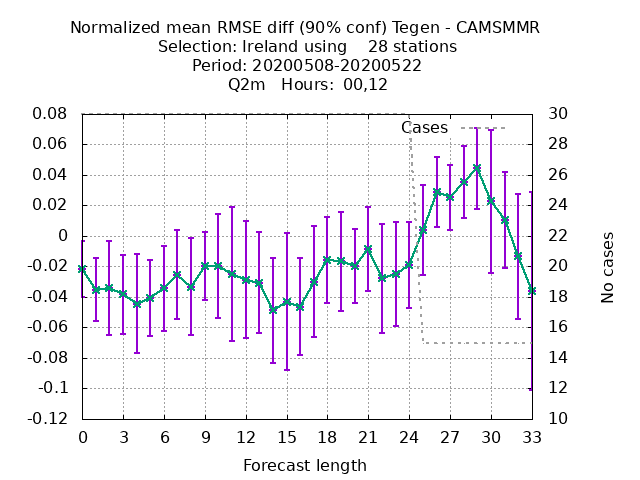 Normalized mean RMSE diff (90% conf) Tegen - CAMSMMR
Selection: Ireland using    28 stations
Period: 20200508-20200522
Q2m   Hours:  00,12
Cases
0.08
0.06
0.04
0.02
0
-0.02
-0.04
-0.06
-0.08
-0.1
-0.12
30
28
26
24
22
20
18
16
14
12
10
No cases
0 3 6 9 12 15 18 21 24 27 30 33
Forecast length